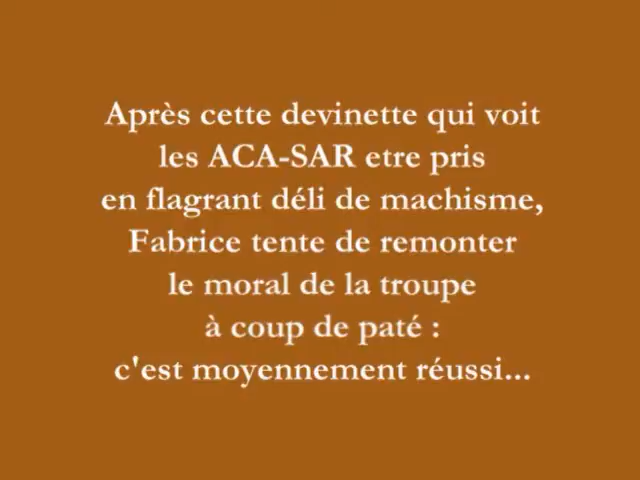 Après cette devinette qui voit
les ACA-SAR etre pris
en flagrant déli de machisme,
Fabrice tente de remonter
le moral de la troupe
à coup de paté :
c'est moyennement réussi...